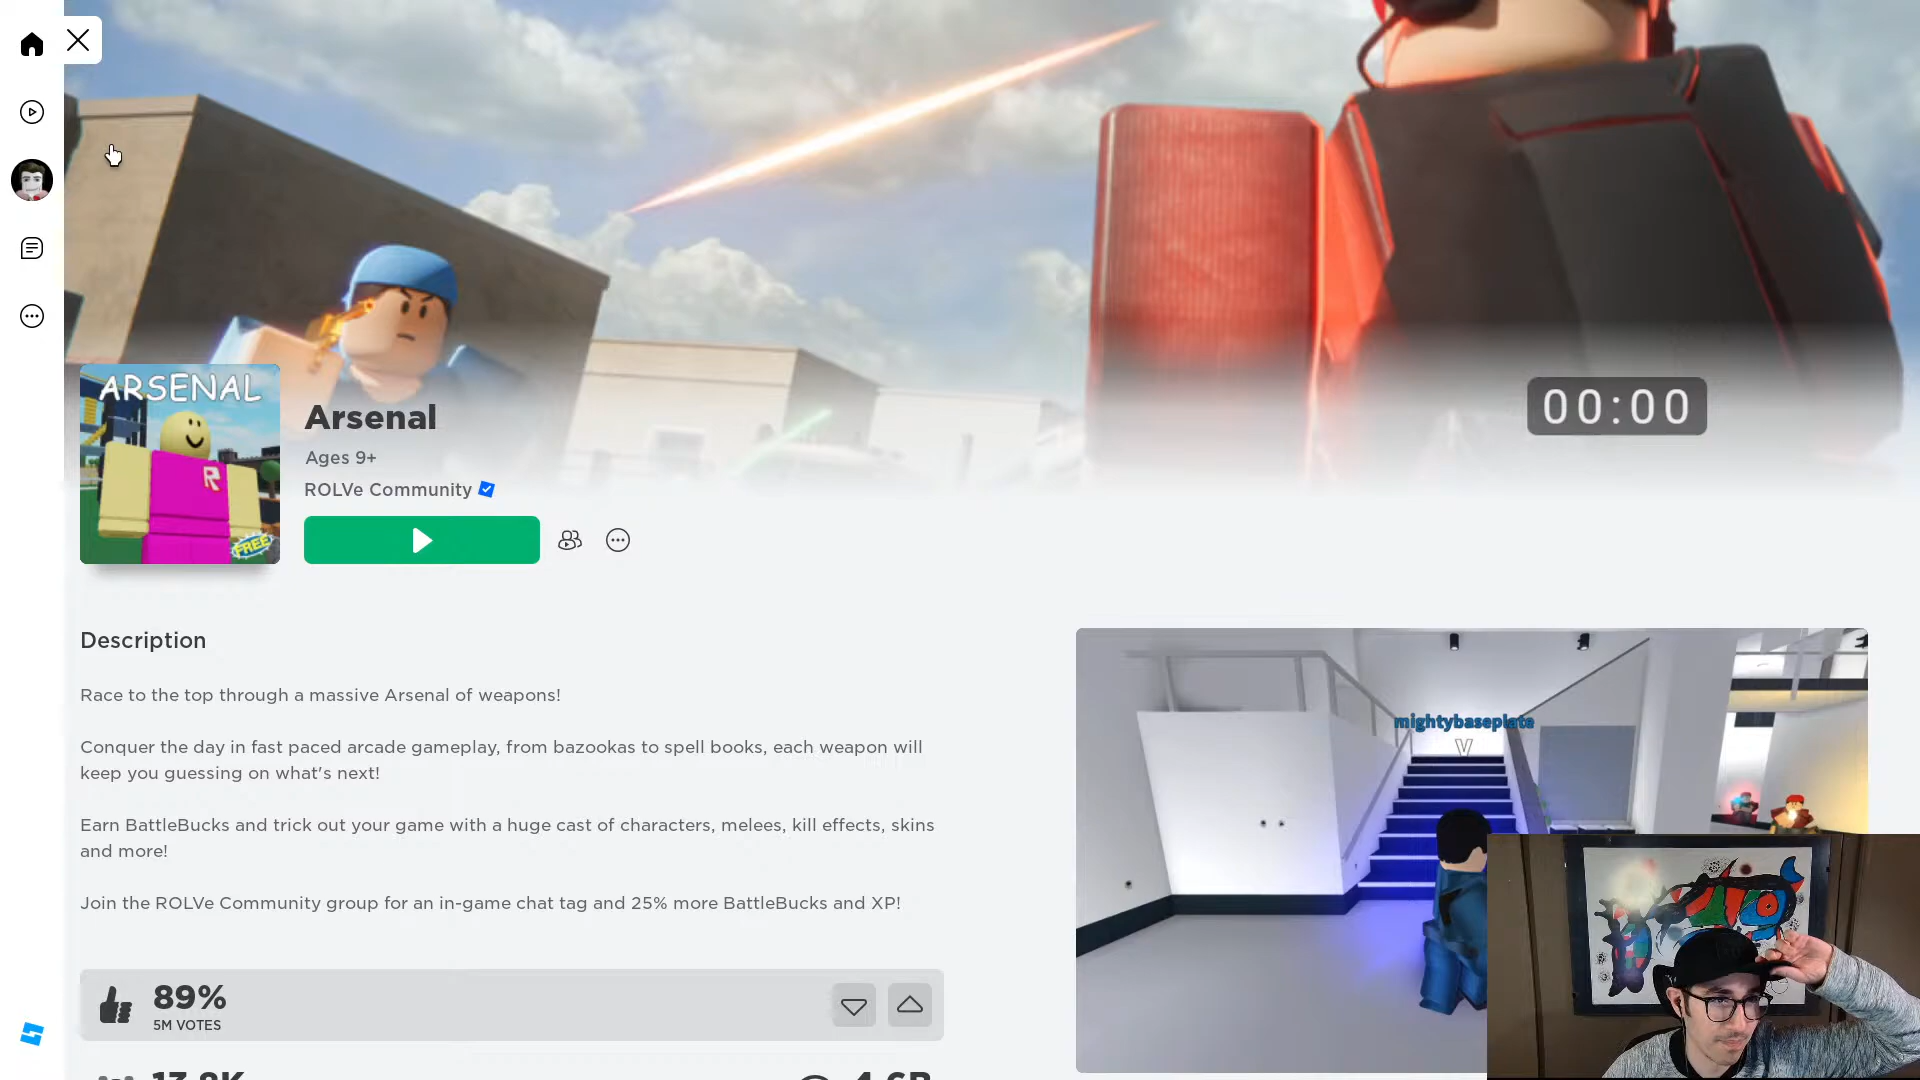 ARSENAL
FREE
R
Arsenal
Ages 9+
ROLVe Community
00:00
Description
Race to the top through a massive Arsenal of weapons!
Conquer the day in fast paced arcade gameplay, from bazookas to spell books, each weapon will
keep you guessing on what's next!
Earn BattleBucks and trick out your game with a huge cast of characters, melees, kill effects, skins
and more!
Join the ROLVe Community group for an in-game chat tag and 25% more BattleBucks and XP!
mightybaseplate
89%
5M VOTES